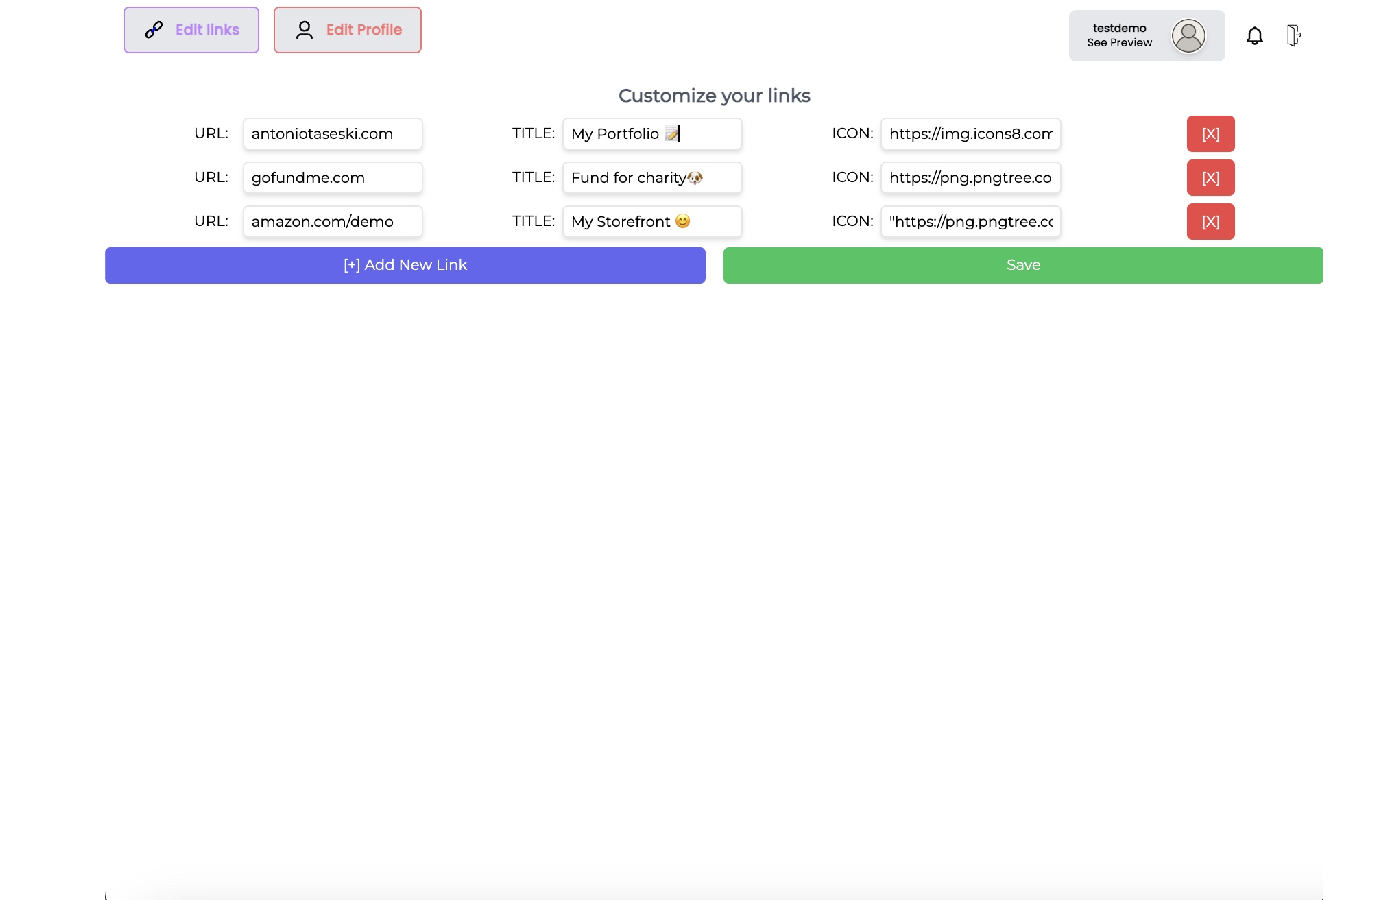 Edit links
Edit Profile
testdemo
See Preview
Customize your links
URL: antoniotaseski.com TITLE: My Portfolio 📝 ICON: https://img.icons8.com [X]
URL: gofundme.com TITLE: Fund for charity🐶 ICON: https://png.pngtree.co [X]
URL: amazon.com/demo TITLE: My Storefront 😊 ICON: "https://png.pngtree.co [X]
[+] Add New Link
Save